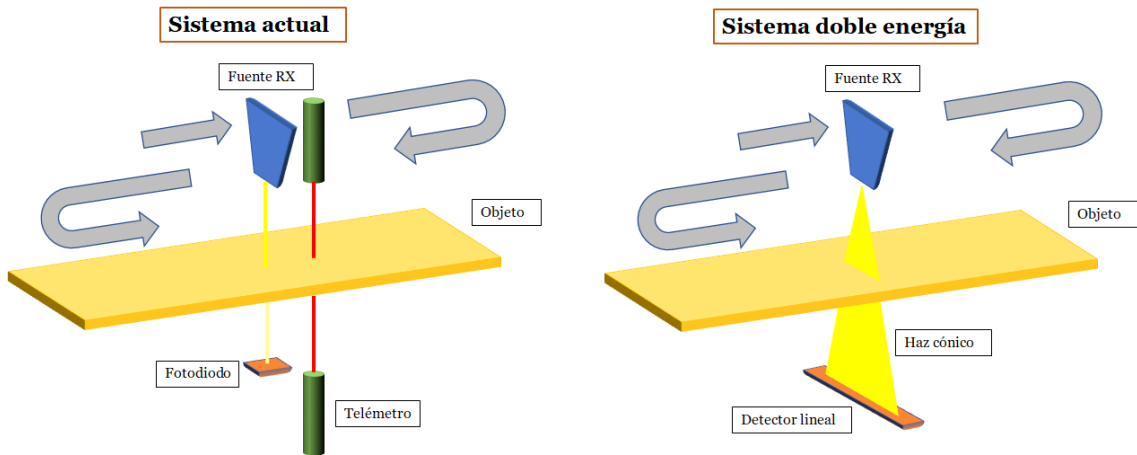 Sistema actual
Fuente RX
Objeto
Fotodiodo
Telémetro
Sistema doble energía
Fuente RX
Objeto
Haz cónico
Detector lineal